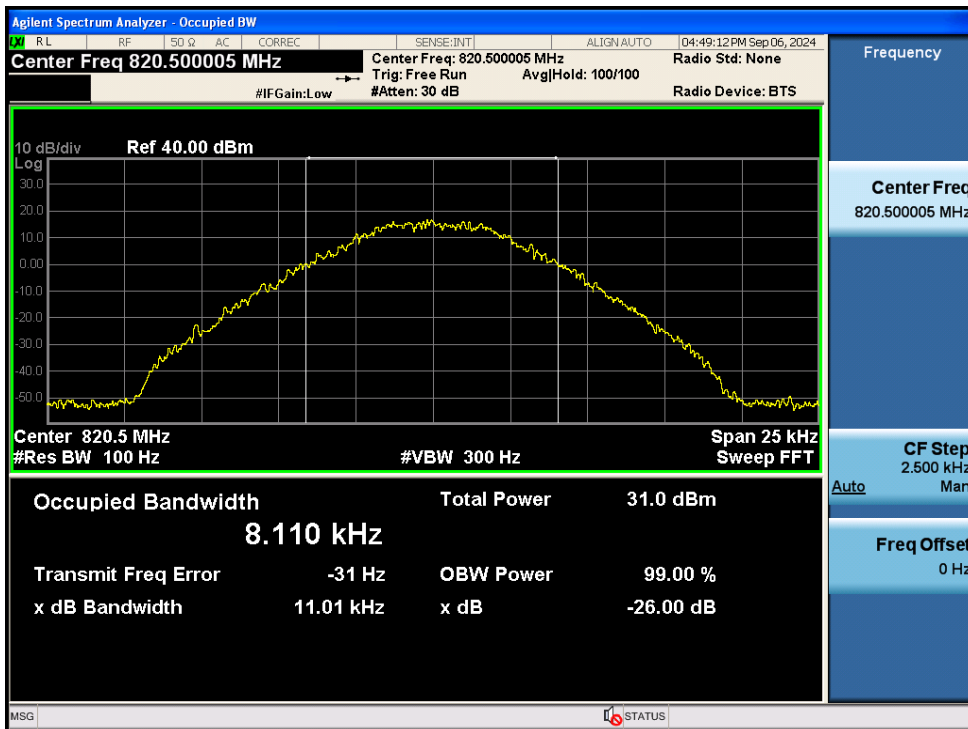 Agilent Spectrum Analyzer - Occupied BW
LXI RL RF 50 Ω AC CORREC SENSE:INT ALIGN AUTO 04:49:12 PM Sep 06, 2024
Center Freq 820.500005 MHz
Center Freq: 820.500005 MHz Radio Std: None
Trig: Free Run Avg|Hold: 100/100
#IFGain:Low #Atten: 30 dB Radio Device: BTS
Frequency
10 dB/div Ref 40.00 dBm
Log
30.0
20.0
10.0
0.00
-10.0
-20.0
-30.0
-40.0
-50.0
Center Freq
820.500005 MHz
Center 820.5 MHz Span 25 kHz
#Res BW 100 Hz #VBW 300 Hz Sweep FFT
CF Step
2.500 kHz
Auto Man
Occupied Bandwidth Total Power 31.0 dBm
8.110 kHz
Transmit Freq Error -31 Hz OBW Power 99.00 %
x dB Bandwidth 11.01 kHz x dB -26.00 dB
Freq Offset
0 Hz
MSG STATUS